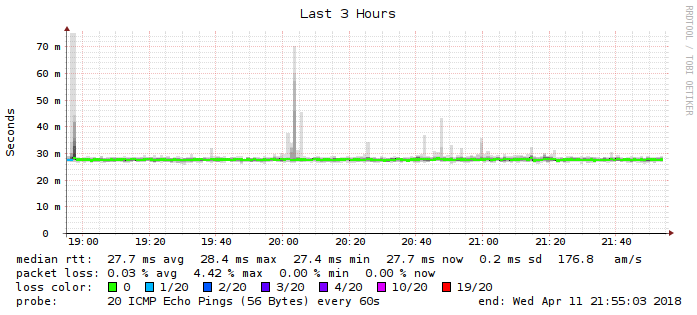 Last 3 Hours
RRDTOOL / TOBI OETIKER
Seconds
70 m
60 m
50 m
40 m
30 m
20 m
10 m
0
19:00 19:20 19:40 20:00 20:20 20:40 21:00 21:20 21:40
median rtt: 27.7 ms avg 28.4 ms max 27.4 ms min 27.7 ms now 0.2 ms sd 176.8 am/s
packet loss: 0.03 % avg 4.42 % max 0.00 % min 0.00 % now
loss color: 0 1/20 2/20 3/20 4/20 10/20 19/20
probe: 20 ICMP Echo Pings (56 Bytes) every 60s end: Wed Apr 11 21:55:03 2018